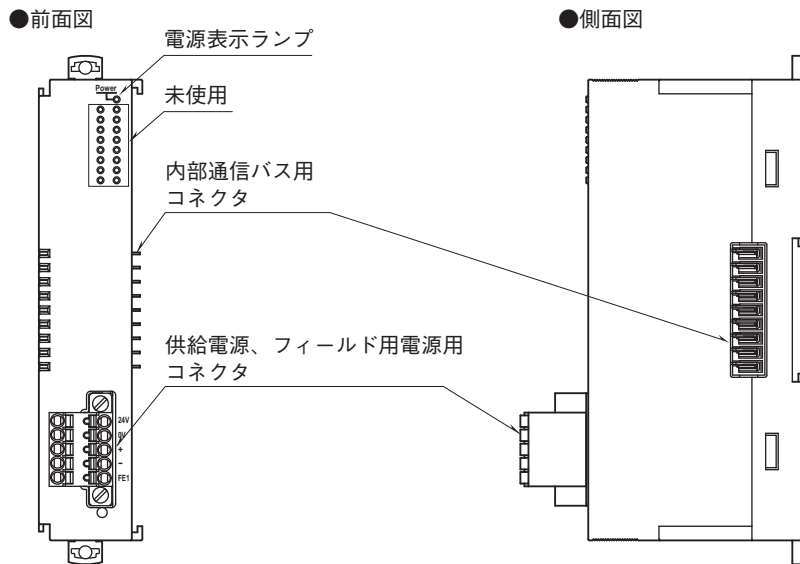 ●前面図
●側面図
電源表示ランプ
Power
未使用
内部通信バス用
コネクタ
供給電源、フィールド用電源用
コネクタ
24V
0V
+
−
FE1